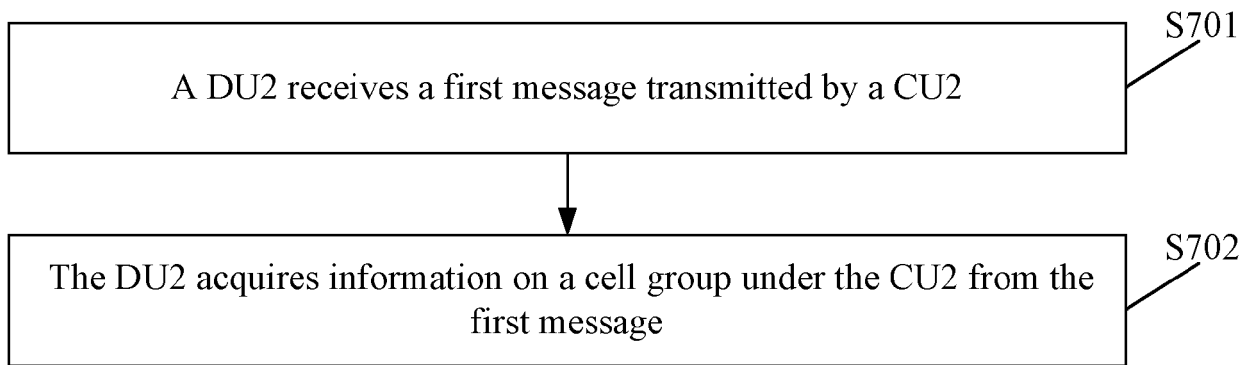 S701
A DU2 receives a first message transmitted by a CU2
S702
The DU2 acquires information on a cell group under the CU2 from the
first message